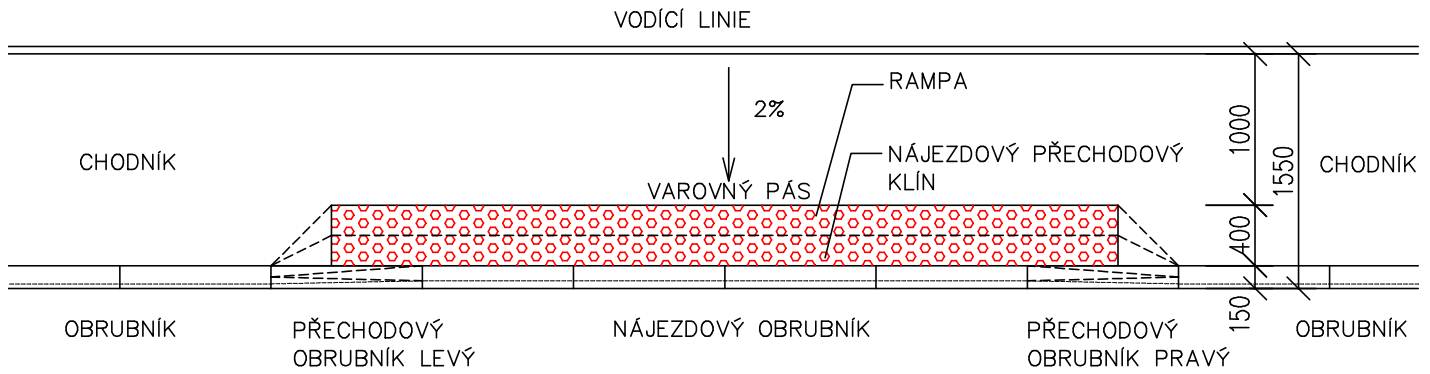 VODÍCÍ LINIE
RAMPA
2%
1000
CHODNÍK
NÁJEZDOVÝ PŘECHODOVÝ
KLÍN
1550
CHODNÍK
VAROVNÝ PÁS
400
150
OBRUBNÍK
PŘECHODOVÝ
OBRUBNÍK LEVÝ
NÁJEZDOVÝ OBRUBNÍK
PŘECHODOVÝ
OBRUBNÍK PRAVÝ
OBRUBNÍK